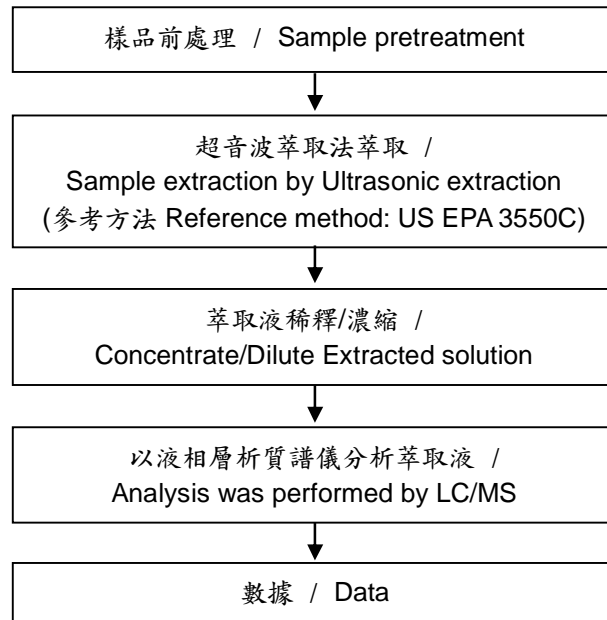 樣品前處理 / Sample pretreatment
超音波萃取法萃取 /
Sample extraction by Ultrasonic extraction
(參考方法 Reference method: US EPA 3550C)
萃取液稀釋/濃縮 /
Concentrate/Dilute Extracted solution
以液相層析質譜儀分析萃取液 /
Analysis was performed by LC/MS
數據 / Data